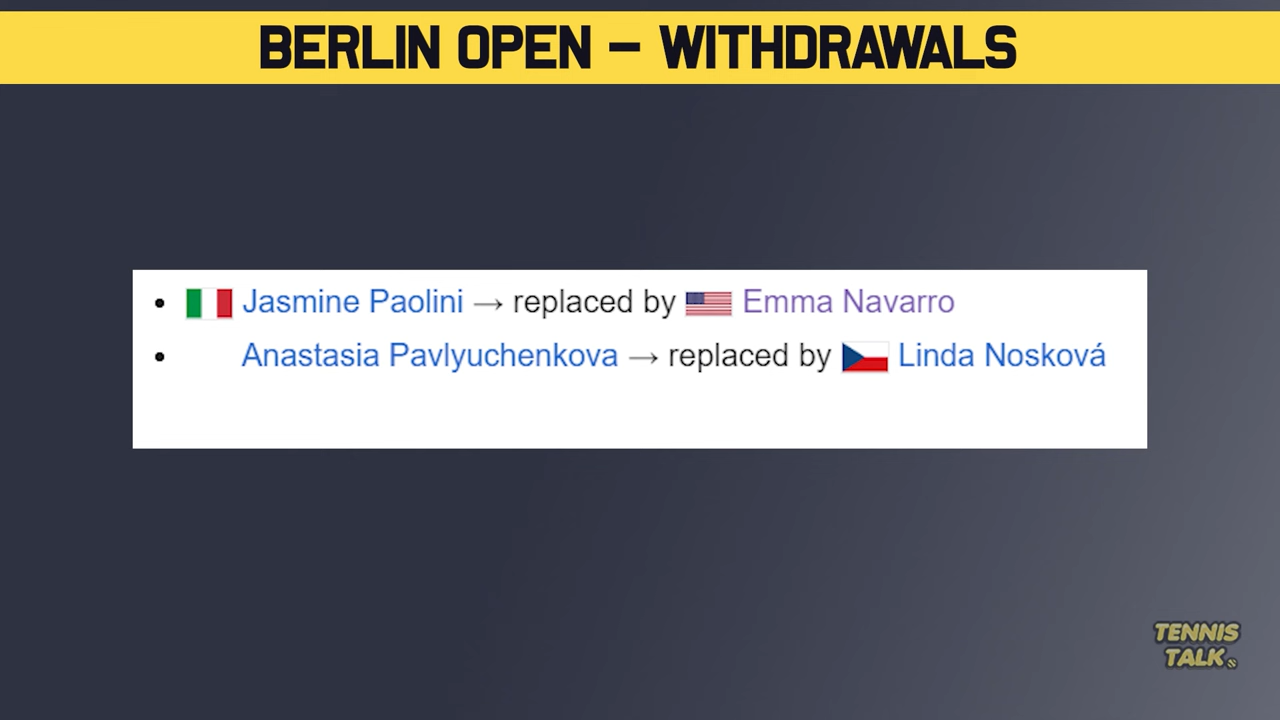 BERLIN OPEN – WITHDRAWALS
• Jasmine Paolini → replaced by Emma Navarro
• Anastasia Pavlyuchenkova → replaced by Linda Nosková
TENNIS
TALK